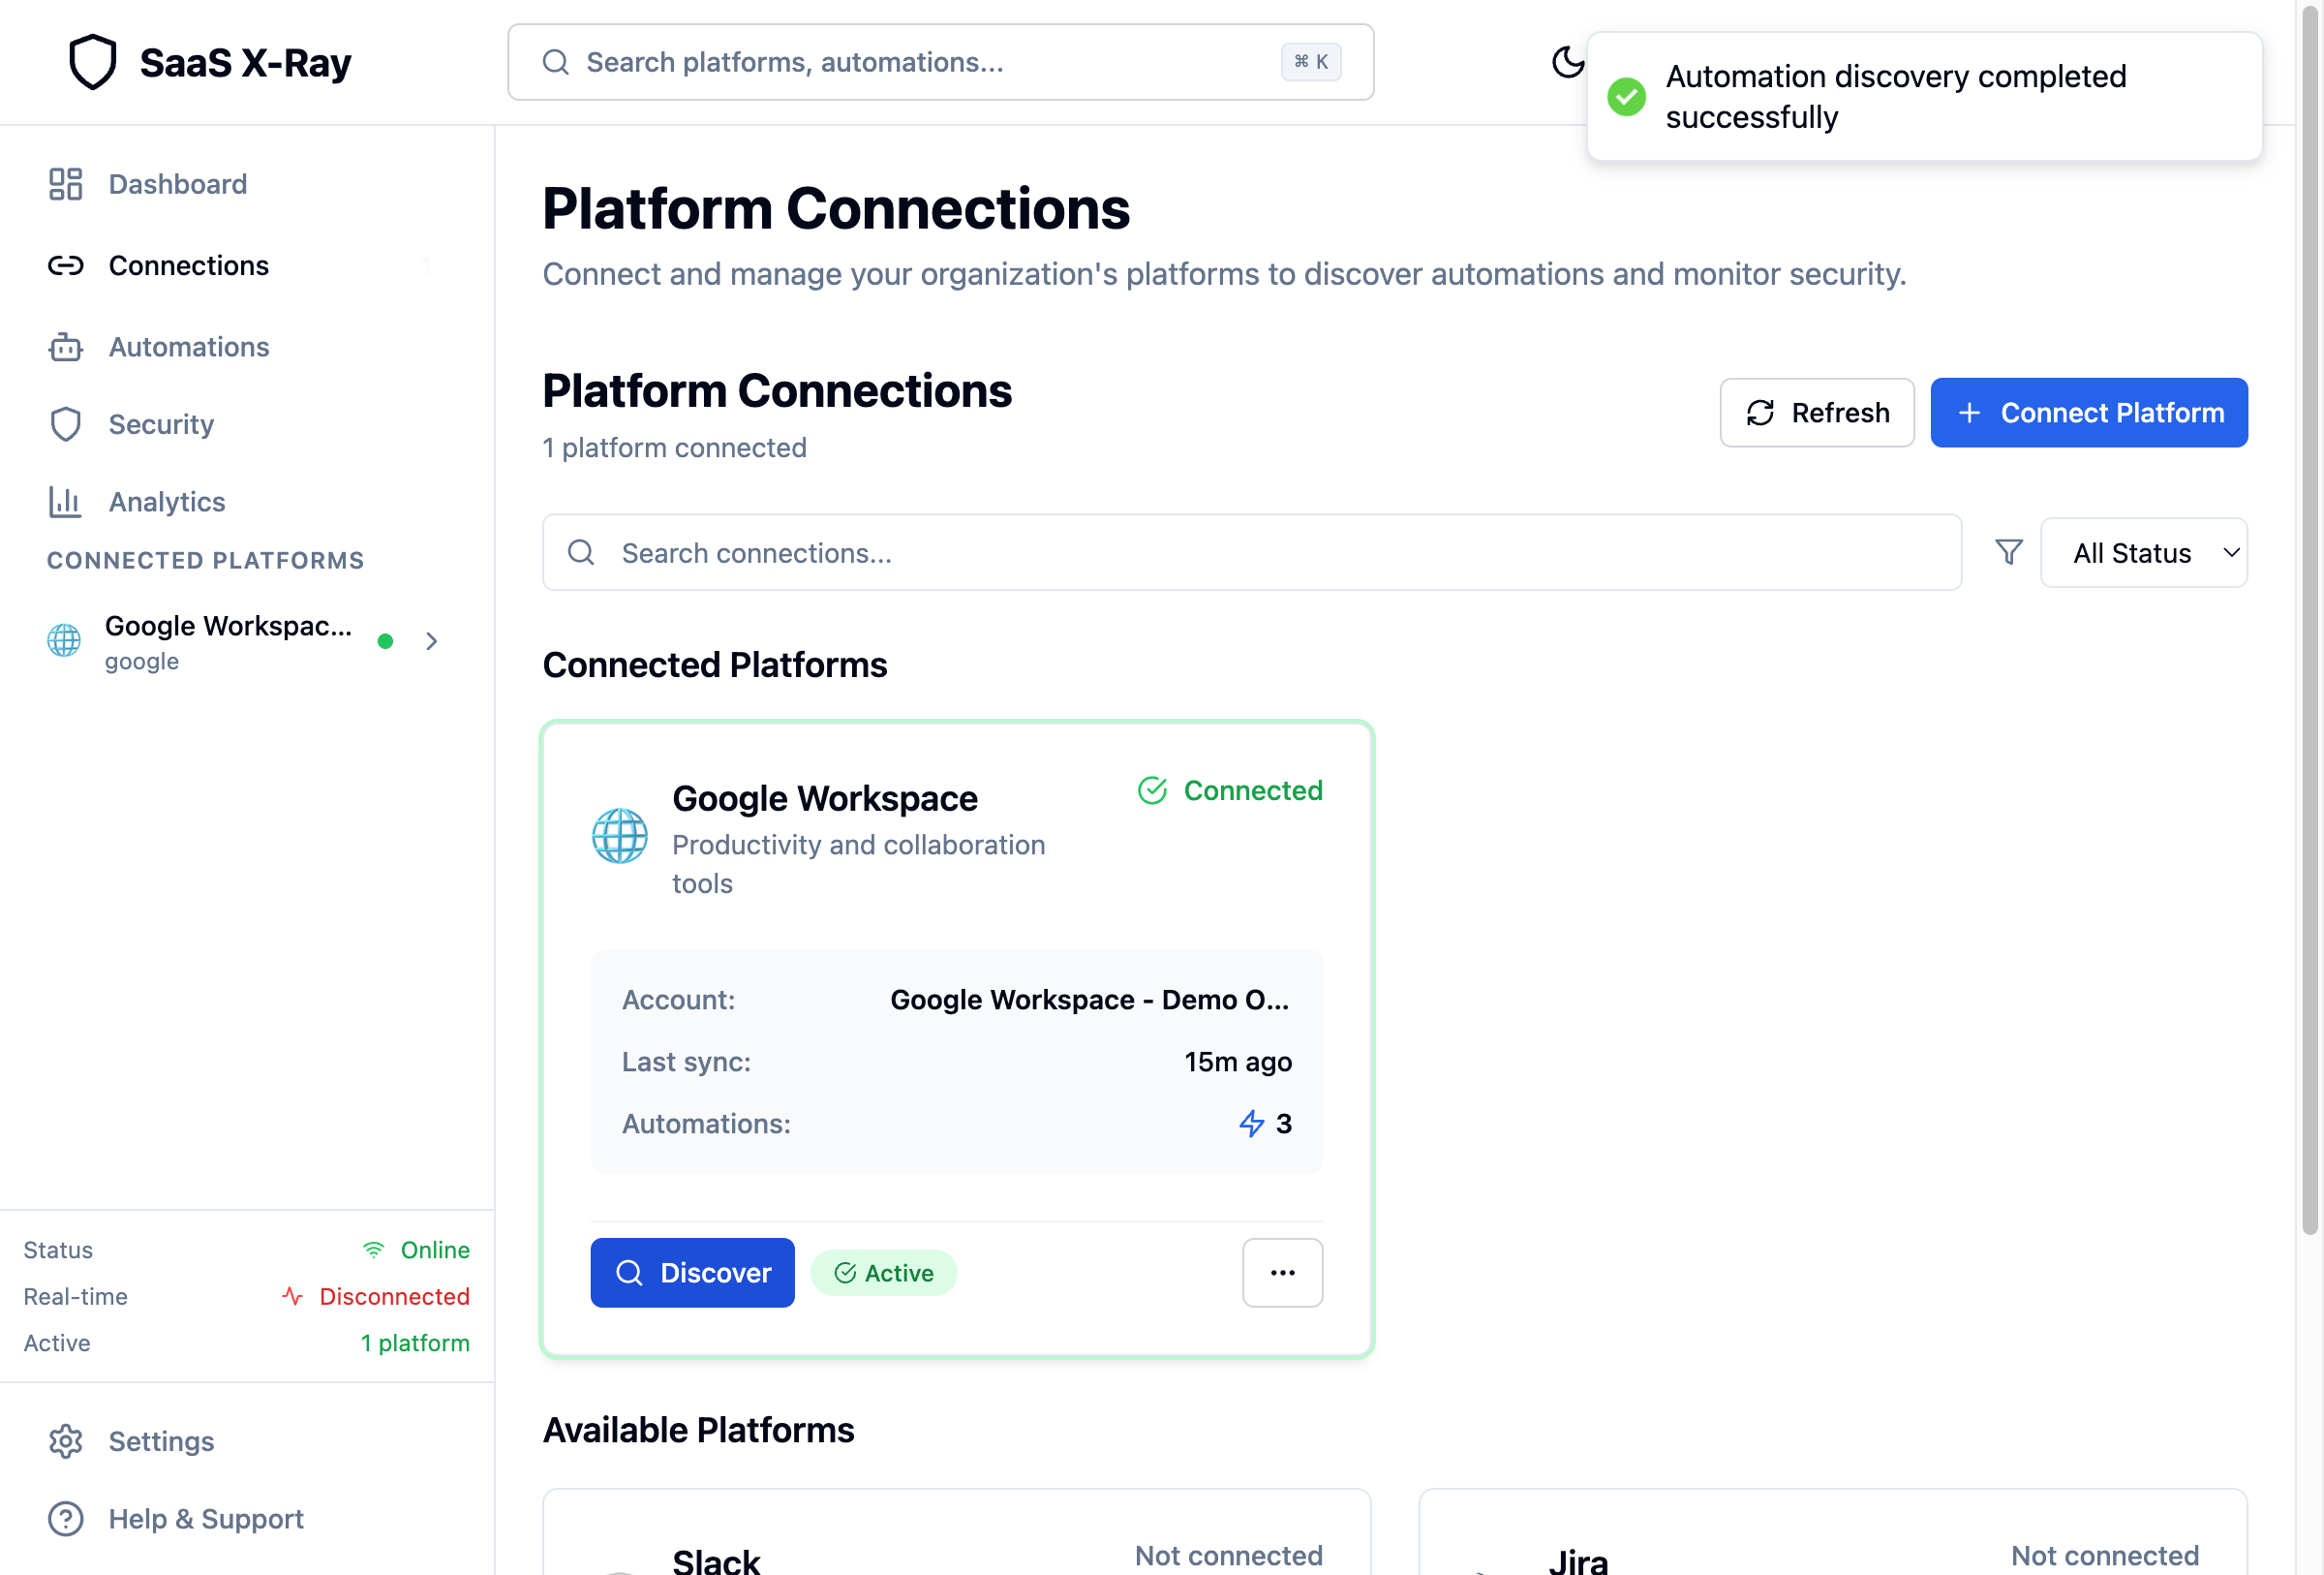 SaaS X-Ray
Search platforms, automations...
⌘ K
Automation discovery completed
successfully
Dashboard
Connections
1
Automations
Security
Analytics
CONNECTED PLATFORMS
Google Workspac...
google
Status
Online
Real-time
Disconnected
Active
1 platform
Settings
Help & Support
Platform Connections
Connect and manage your organization's platforms to discover automations and monitor security.
Platform Connections
1 platform connected
Refresh
+ Connect Platform
Search connections...
All Status
Connected Platforms
Google Workspace
Connected
Productivity and collaboration
tools
Account: Google Workspace - Demo O...
Last sync: 15m ago
Automations: 3
Discover
Active
Available Platforms
Slack
Not connected
Jira
Not connected